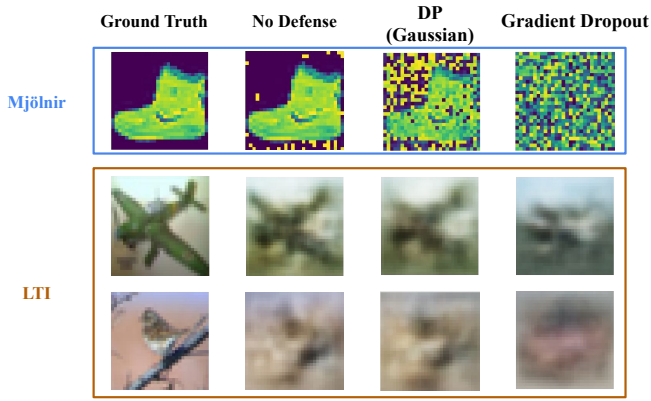 Ground Truth
No Defense
DP
(Gaussian)
Gradient Dropout
Mjölnir
LTI